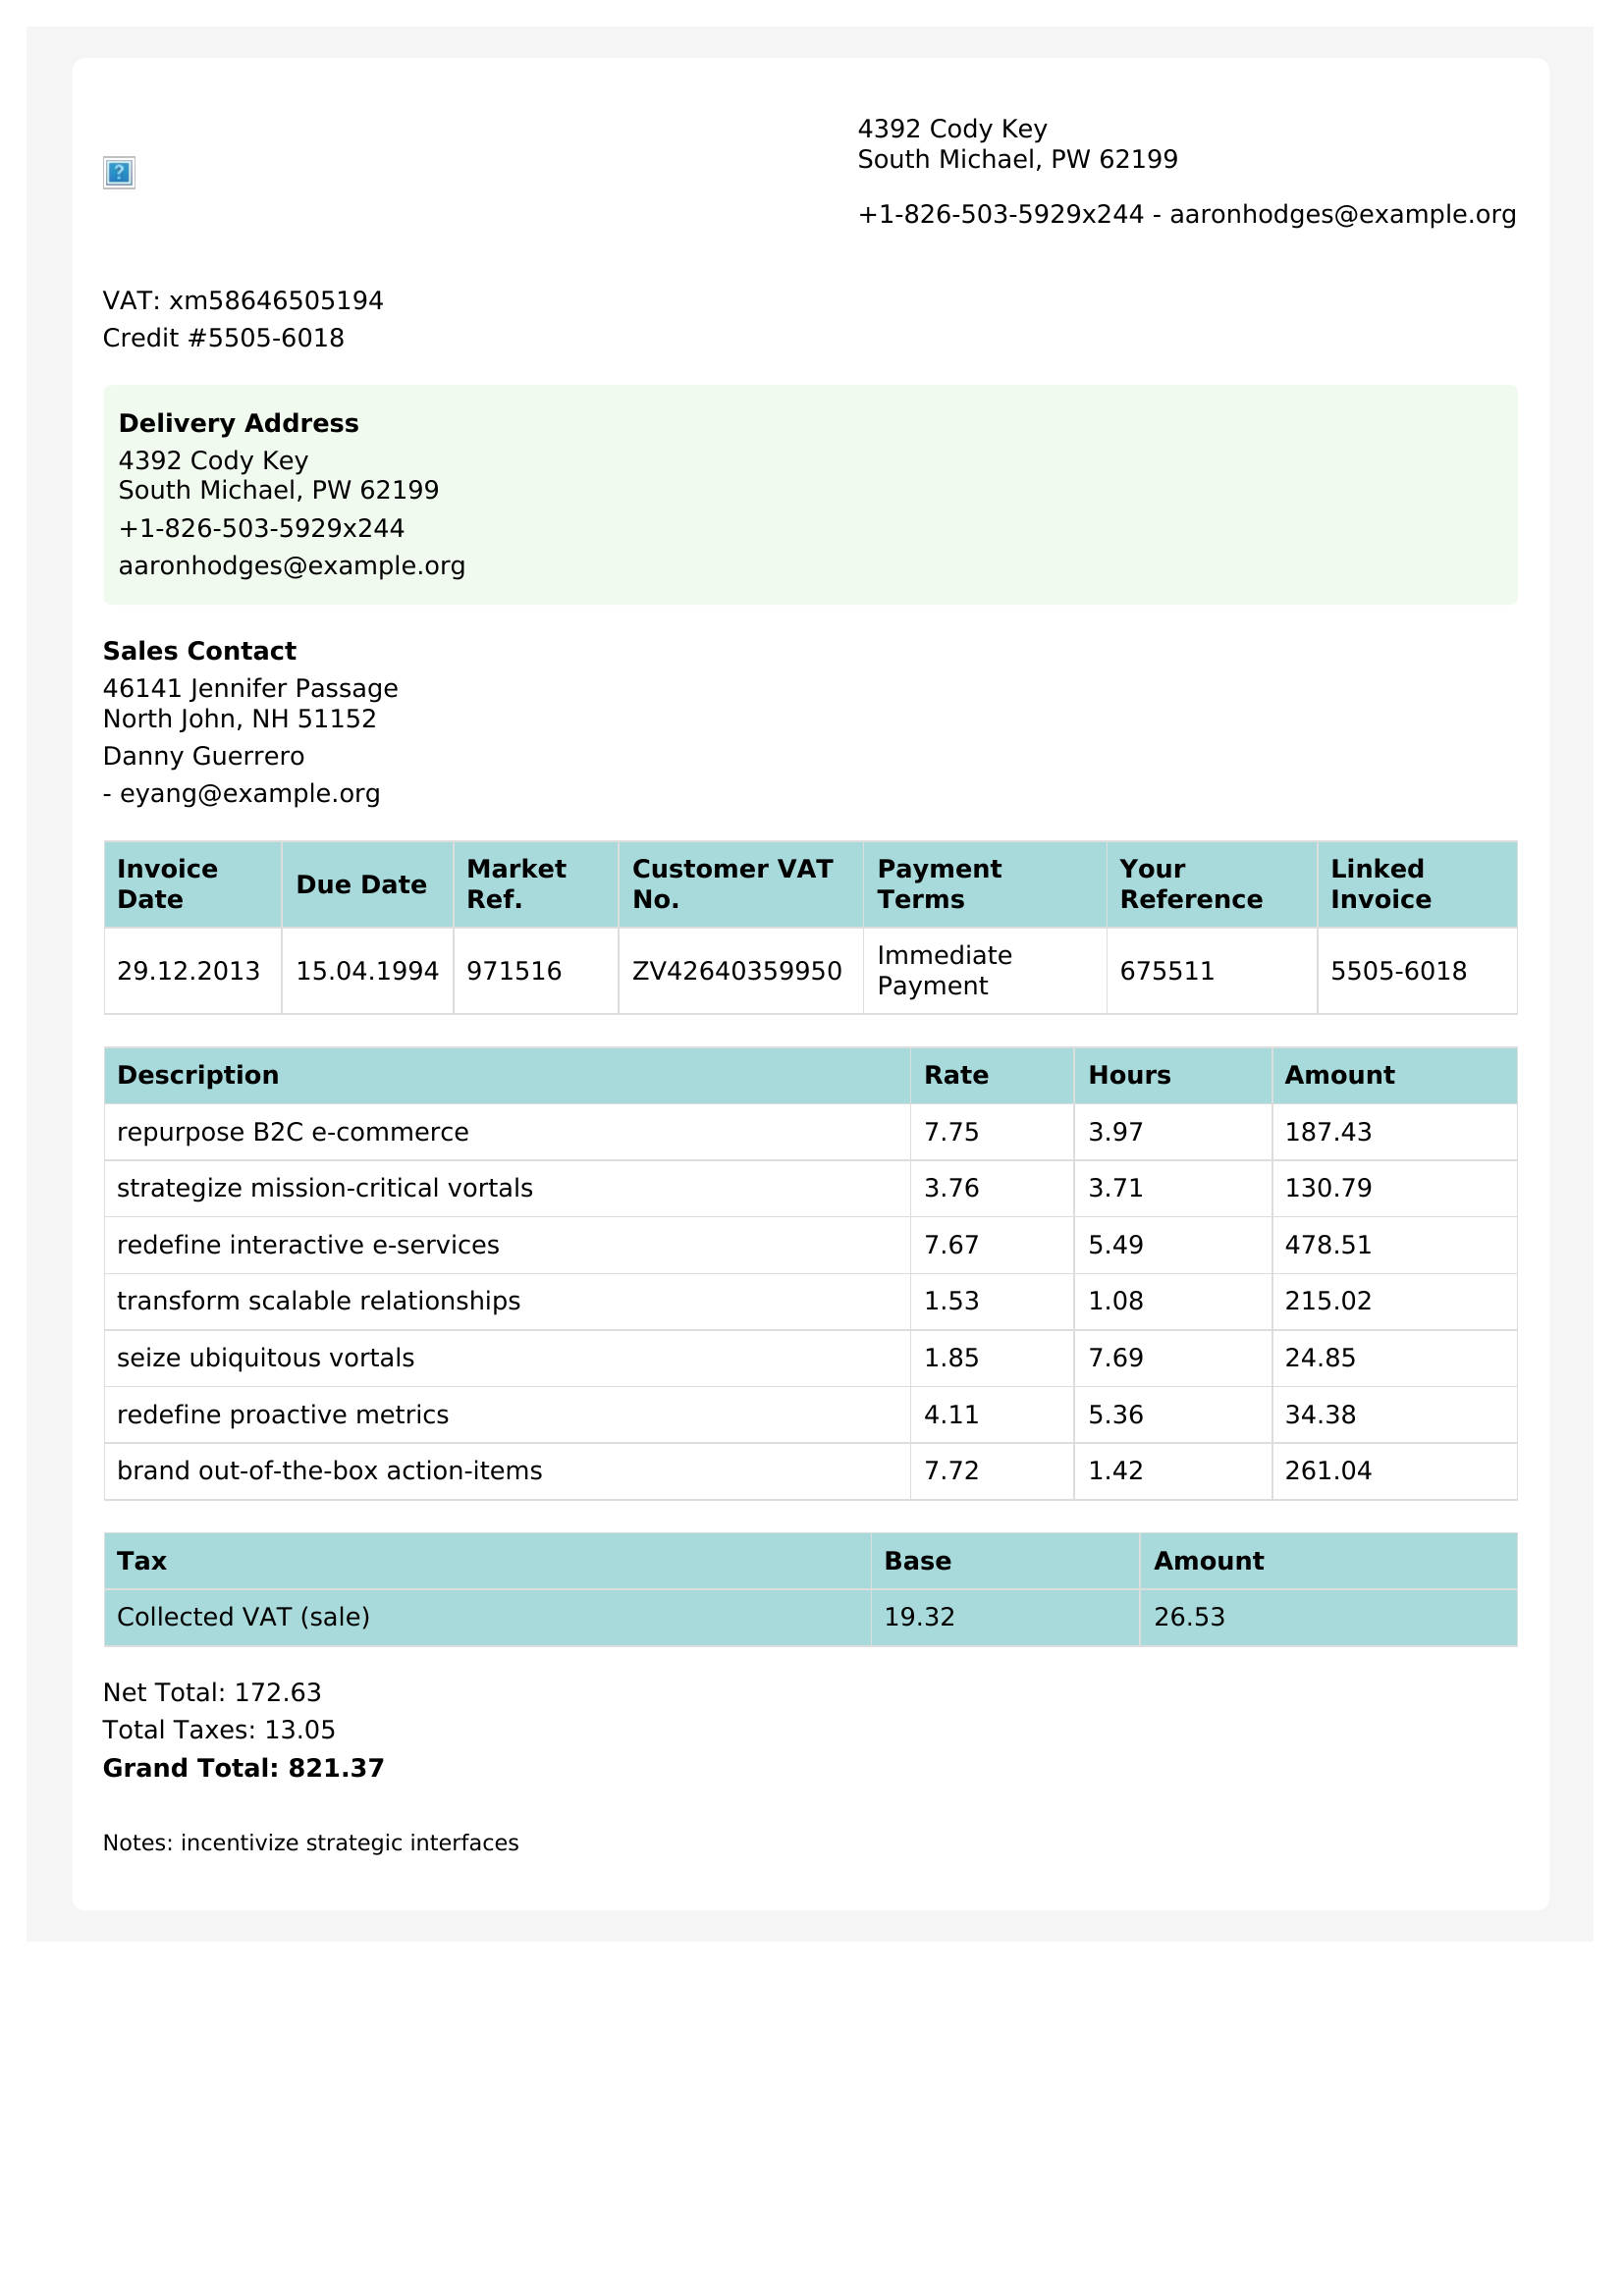 4392 Cody Key
South Michael, PW 62199
+1-826-503-5929x244 - aaronhodges@example.org
VAT: xm58646505194
Credit #5505-6018
Delivery Address
4392 Cody Key
South Michael, PW 62199
+1-826-503-5929x244
aaronhodges@example.org
Sales Contact
46141 Jennifer Passage
North John, NH 51152
Danny Guerrero
- eyang@example.org
Invoice Date Due Date Market Ref. Customer VAT No. Payment Terms Your Reference Linked Invoice
29.12.2013 15.04.1994 971516 ZV42640359950 Immediate Payment 675511 5505-6018
Description Rate Hours Amount
repurpose B2C e-commerce 7.75 3.97 187.43
strategize mission-critical vortals 3.76 3.71 130.79
redefine interactive e-services 7.67 5.49 478.51
transform scalable relationships 1.53 1.08 215.02
seize ubiquitous vortals 1.85 7.69 24.85
redefine proactive metrics 4.11 5.36 34.38
brand out-of-the-box action-items 7.72 1.42 261.04
Tax Base Amount
Collected VAT (sale) 19.32 26.53
Net Total: 172.63
Total Taxes: 13.05
Grand Total: 821.37
Notes: incentivize strategic interfaces